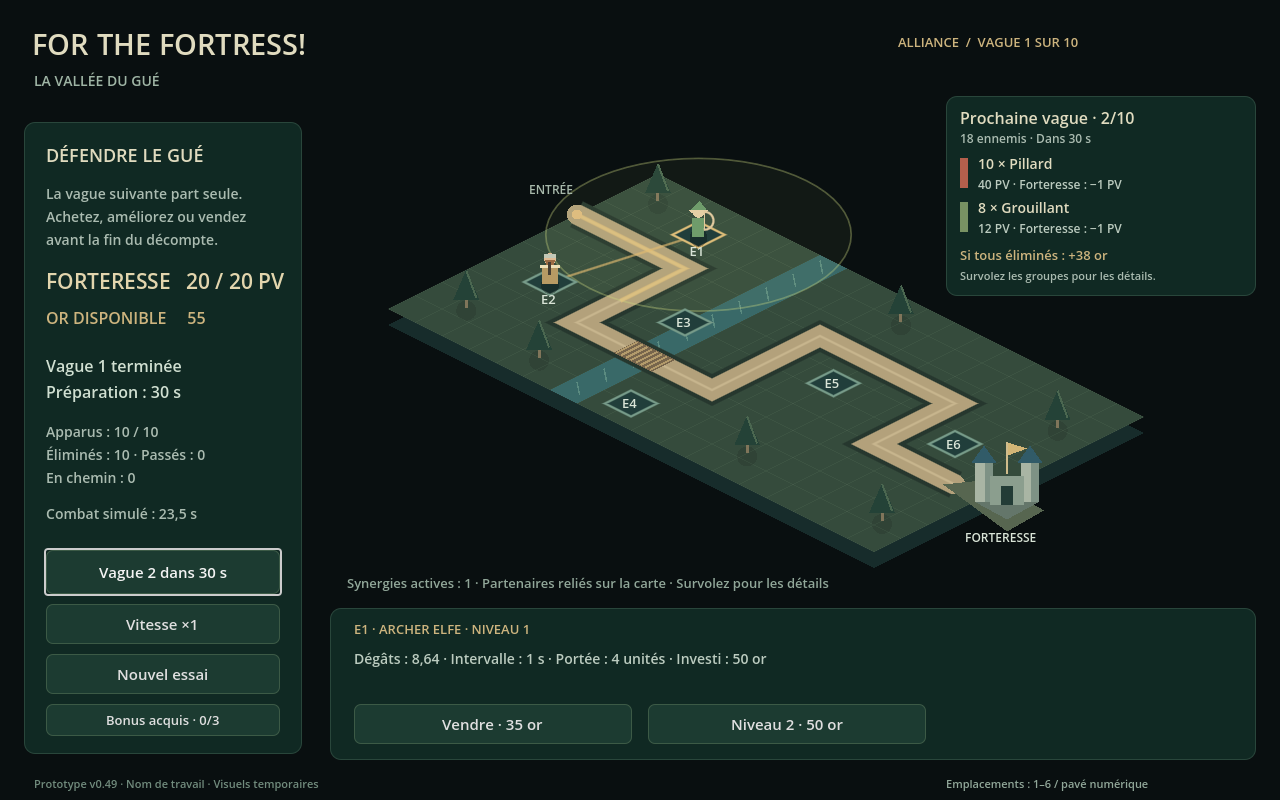 FOR THE FORTRESS!
LA VALLÉE DU GUÉ
ALLIANCE / VAGUE 1 SUR 10
DÉFENDRE LE GUÉ
La vague suivante part seule.
Achetez, améliorez ou vendez
avant la fin du décompte.
FORTERESSE 20 / 20 PV
OR DISPONIBLE 55
Vague 1 terminée
Préparation : 30 s
Apparus : 10 / 10
Éliminés : 10 · Passés : 0
En chemin : 0
Combat simulé : 23,5 s
Vague 2 dans 30 s
Vitesse ×1
Nouvel essai
Bonus acquis · 0/3
Prochaine vague · 2/10
18 ennemis · Dans 30 s
10 × Pillard
40 PV · Forteresse : −1 PV
8 × Grouillant
12 PV · Forteresse : −1 PV
Si tous éliminés : +38 or
Survolez les groupes pour les détails.
ENTRÉE
E1
E2
E3
E4
E5
E6
FORTERESSE
Synergies actives : 1 · Partenaires reliés sur la carte · Survolez pour les détails
E1 · ARCHER ELFE · NIVEAU 1
Dégâts : 8,64 · Intervalle : 1 s · Portée : 4 unités · Investi : 50 or
Vendre · 35 or
Niveau 2 · 50 or
Prototype v0.49 · Nom de travail · Visuels temporaires
Emplacements : 1–6 / pavé numérique